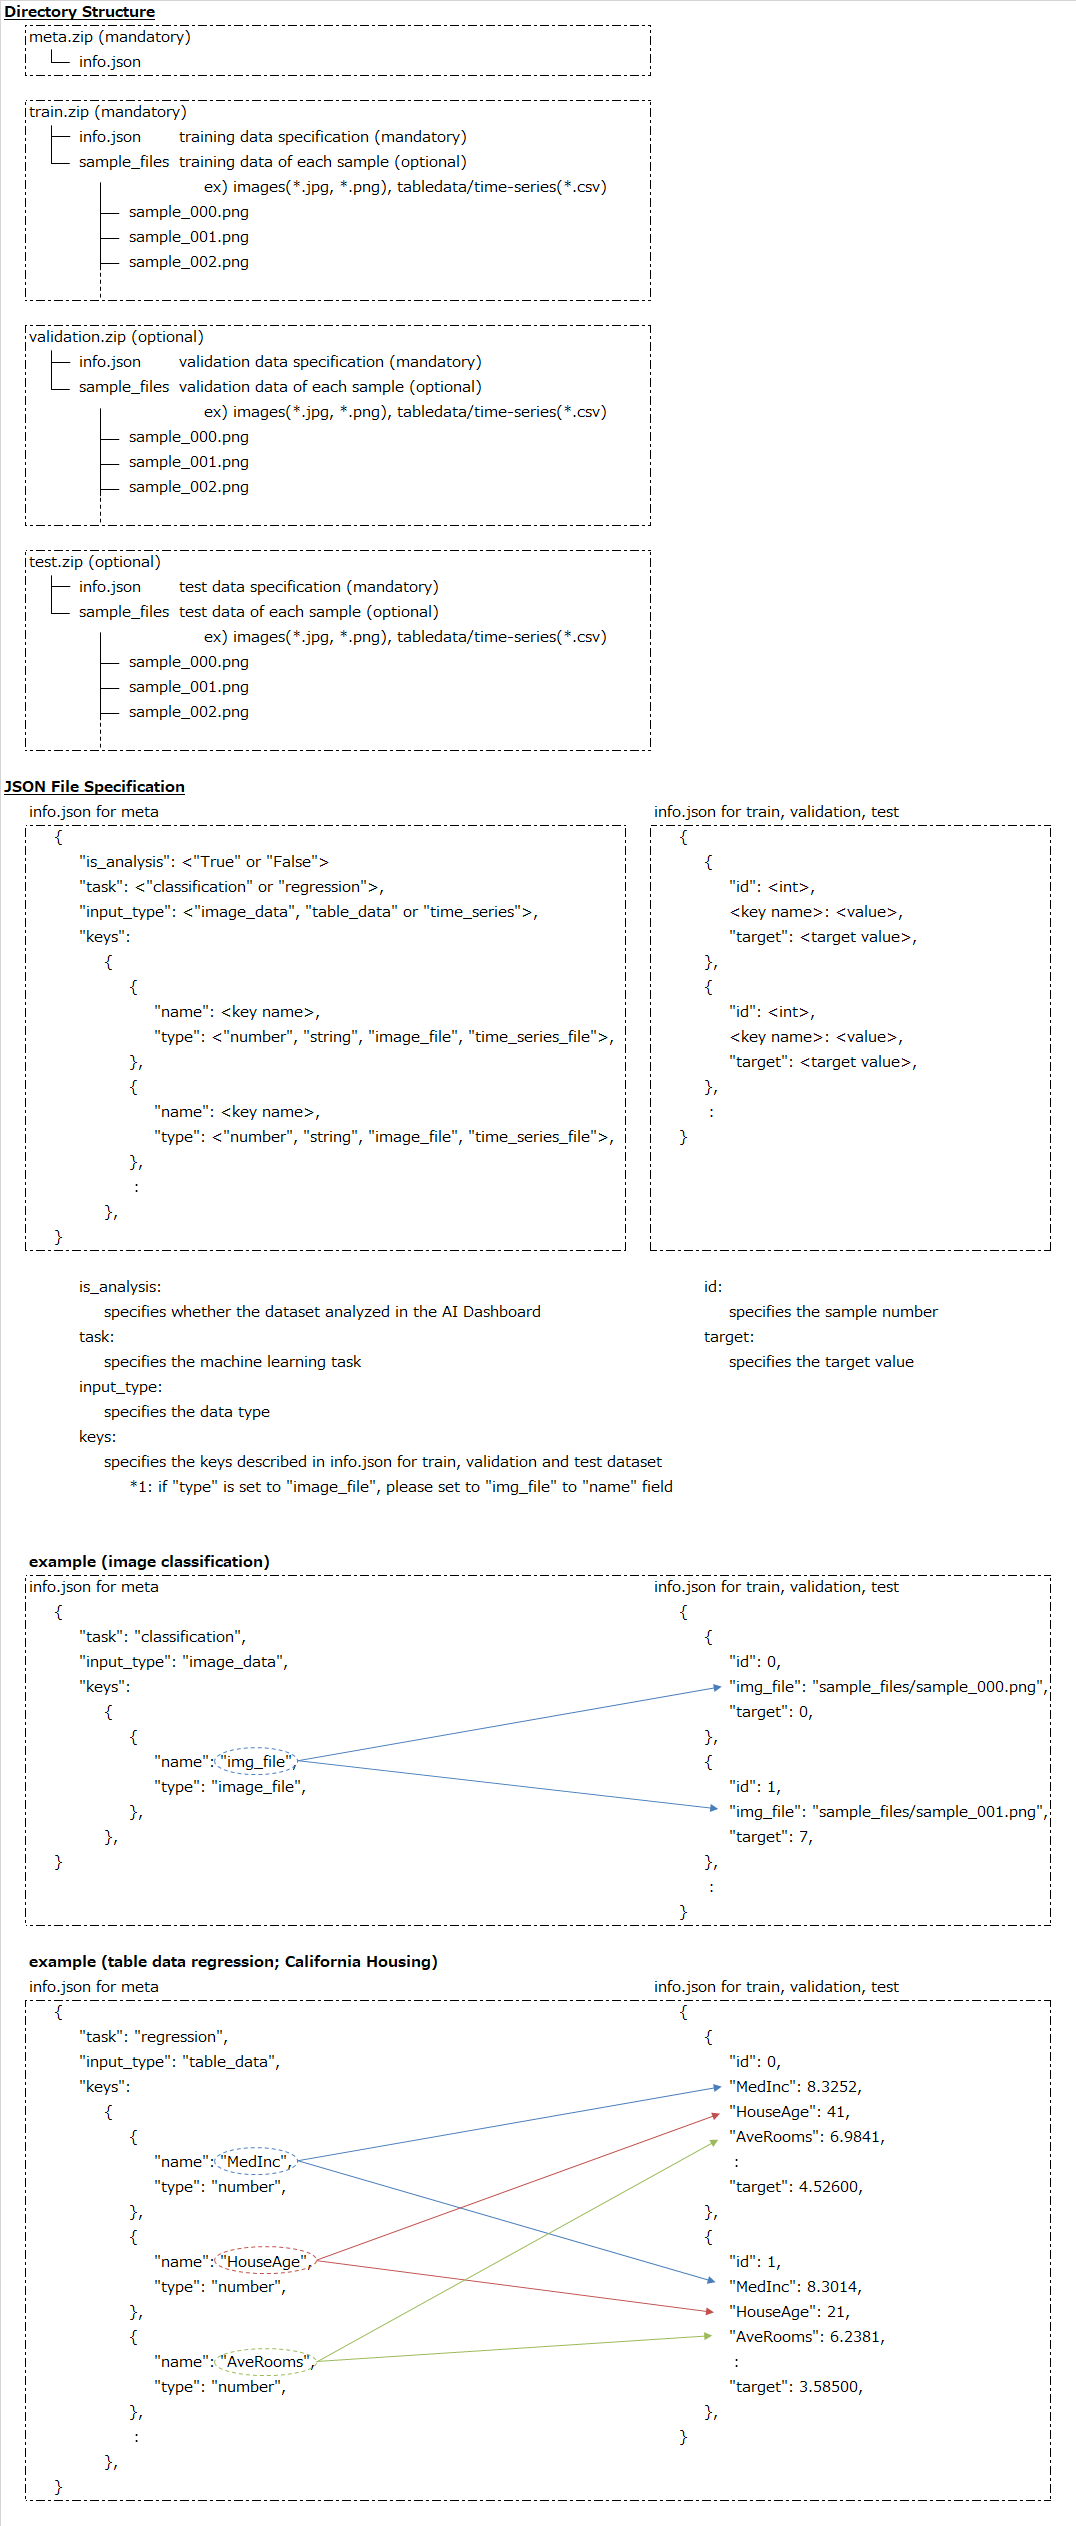 Directory Structure
meta.zip (mandatory)
info.json
train.zip (mandatory)
info.json training data specification (mandatory)
sample_files training data of each sample (optional)
ex) images(*.jpg, *.png), tabledata/time-series(*.csv)
sample_000.png
sample_001.png
sample_002.png
validation.zip (optional)
info.json validation data specification (mandatory)
sample_files validation data of each sample (optional)
ex) images(*.jpg, *.png), tabledata/time-series(*.csv)
sample_000.png
sample_001.png
sample_002.png
test.zip (optional)
info.json test data specification (mandatory)
sample_files test data of each sample (optional)
ex) images(*.jpg, *.png), tabledata/time-series(*.csv)
sample_000.png
sample_001.png
sample_002.png
JSON File Specification
info.json for meta
{
"is_analysis": <"True" or "False">
"task": <"classification" or "regression">,
"input_type": <"image_data", "table_data" or "time_series">,
"keys":
{
{
"name": <key name>,
"type": <"number", "string", "image_file", "time_series_file">,
},
{
"name": <key name>,
"type": <"number", "string", "image_file", "time_series_file">,
},
:
},
}
info.json for train, validation, test
{
{
"id": <int>,
<key name>: <value>,
"target": <target value>,
},
{
"id": <int>,
<key name>: <value>,
"target": <target value>,
},
:
}
is_analysis:
specifies whether the dataset analyzed in the AI Dashboard
task:
specifies the machine learning task
input_type:
specifies the data type
keys:
specifies the keys described in info.json for train, validation and test dataset
*1: if "type" is set to "image_file", please set to "img_file" to "name" field
id:
specifies the sample number
target:
specifies the target value
example (image classification)
info.json for meta
{
"task": "classification",
"input_type": "image_data",
"keys":
{
{
"name": "img_file",
"type": "image_file",
},
},
}
info.json for train, validation, test
{
{
"id": 0,
"img_file": "sample_files/sample_000.png",
"target": 0,
},
{
"id": 1,
"img_file": "sample_files/sample_001.png",
"target": 7,
},
:
}
example (table data regression; California Housing)
info.json for meta
{
"task": "regression",
"input_type": "table_data",
"keys":
{
{
"name": "MedInc",
"type": "number",
},
{
"name": "HouseAge",
"type": "number",
},
{
"name": "AveRooms",
"type": "number",
},
:
},
}
info.json for train, validation, test
{
{
"id": 0,
"MedInc": 8.3252,
"HouseAge": 41,
"AveRooms": 6.9841,
:
"target": 4.52600,
},
{
"id": 1,
"MedInc": 8.3014,
"HouseAge": 21,
"AveRooms": 6.2381,
:
"target": 3.58500,
},
}